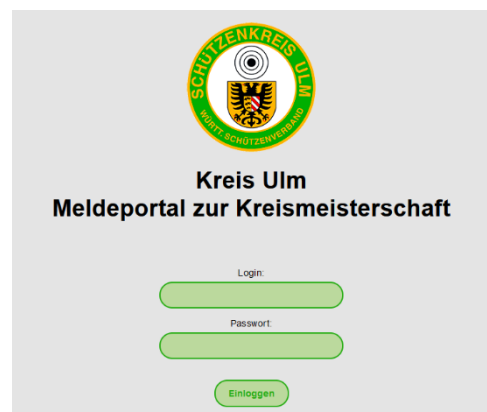 SCHÜTZENKREIS ULM
WÜRTT. SCHÜTZENVERBAND
Kreis Ulm
Meldeportal zur Kreismeisterschaft
Login:
Passwort:
Einloggen